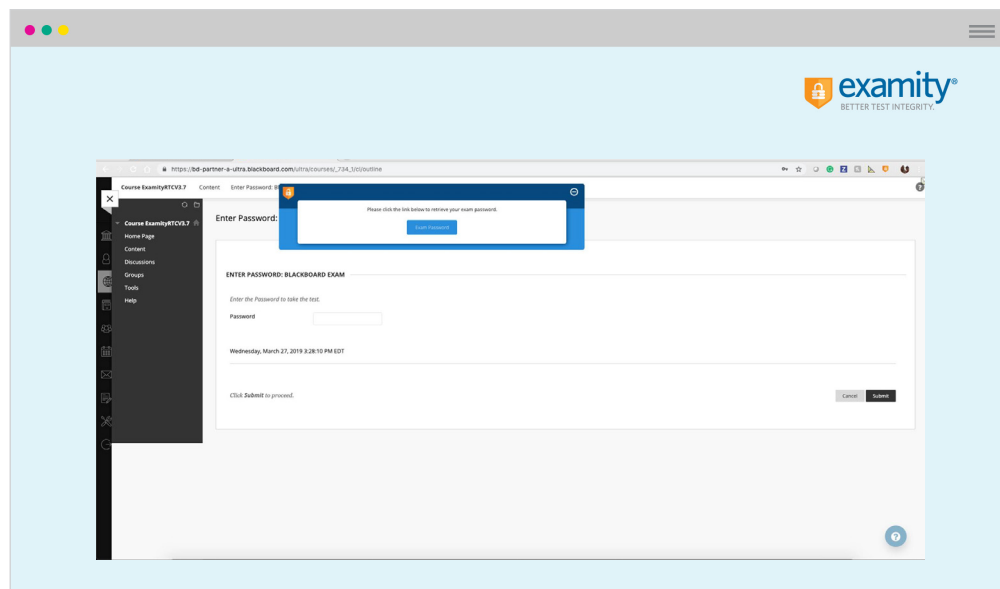 examity®
BETTER TEST INTEGRITY.
https://bd-partner-a-ultra.blackboard.com/ultra/courses/_734_1/cl/outline
Course ExamityRTCV3.7 Content Enter Password:
Please click the link below to retrieve your exam password.
Exam Password
Course ExamityRTCV3.7
Home Page
Content
Discussions
Groups
Tools
Help
Enter Password:
ENTER PASSWORD: BLACKBOARD EXAM
Enter the Password to take the test.
Password
Wednesday, March 27, 2019 3:28:10 PM EDT
Click Submit to proceed.
Cancel Submit